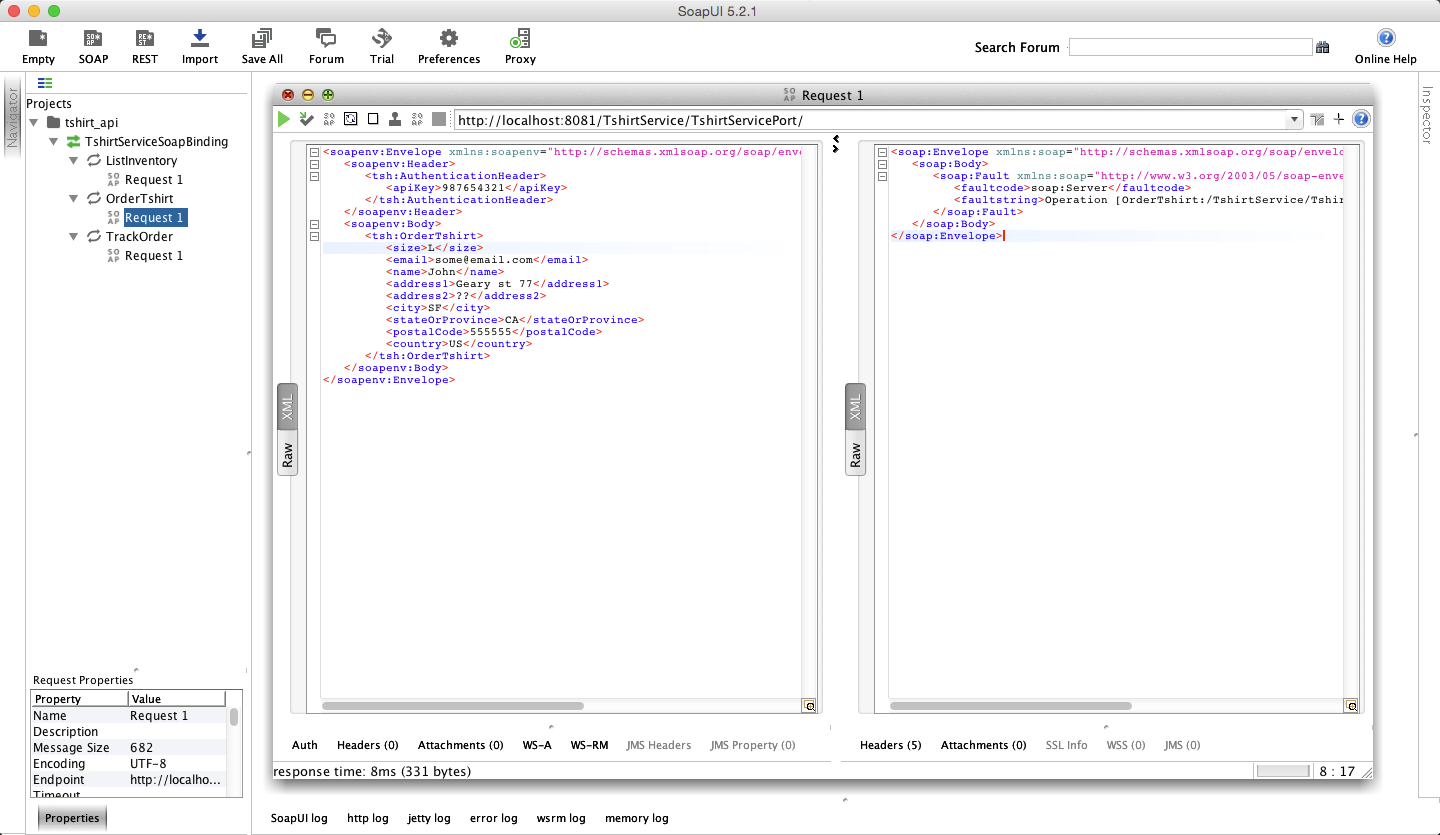 SoapUI 5.2.1
Empty SOAP REST Import Save All Forum Trial Preferences Proxy
Search Forum
Online Help
Navigator
Projects
tshirt_api
TshirtServiceSoapBinding
ListInventory
Request 1
OrderTshirt
Request 1
TrackOrder
Request 1
Request Properties
Property Value
Name Request 1
Description
Message Size 682
Encoding UTF-8
Endpoint http://localho...
Timeout
Properties
Request 1
http://localhost:8081/TshirtService/TshirtServicePort/
XML
Raw
<soapenv:Envelope xmlns:soapenv="http://schemas.xmlsoap.org/soap/enve
<soapenv:Header>
<tsh:AuthenticationHeader>
<apiKey>987654321</apiKey>
</tsh:AuthenticationHeader>
</soapenv:Header>
<soapenv:Body>
<tsh:OrderTshirt>
<size>L</size>
<email>some@email.com</email>
<name>John</name>
<address1>Geary st 77</address1>
<address2>??</address2>
<city>SF</city>
<stateOrProvince>CA</stateOrProvince>
<postalCode>555555</postalCode>
<country>US</country>
</tsh:OrderTshirt>
</soapenv:Body>
</soapenv:Envelope>
Auth Headers (0) Attachments (0) WS-A WS-RM JMS Headers JMS Property (0)
response time: 8ms (331 bytes)
XML
Raw
<soap:Envelope xmlns:soap="http://schemas.xmlsoap.org/soap/envelo
<soap:Body>
<soap:Fault xmlns:soap="http://www.w3.org/2003/05/soap-enve
<faultcode>soap:Server</faultcode>
<faultstring>Operation [OrderTshirt:/TshirtService/Tshir
</soap:Fault>
</soap:Body>
</soap:Envelope>
Headers (5) Attachments (0) SSL Info WSS (0) JMS (0)
8 : 17
Inspector
SoapUI log http log jetty log error log wsrm log memory log